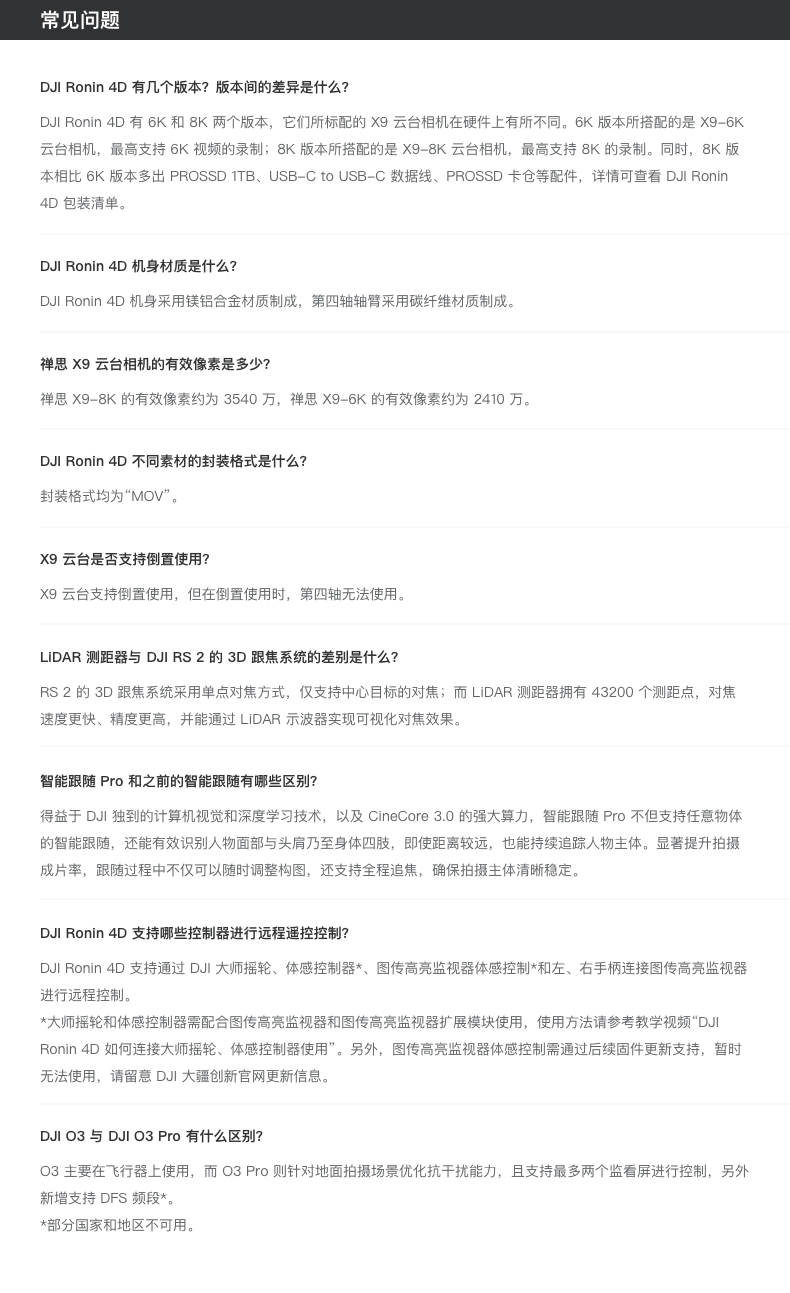 常见问题
DJI Ronin 4D 有几个版本？版本间的差异是什么？
DJI Ronin 4D 有 6K 和 8K 两个版本，它们所标配的 X9 云台相机在硬件上有所不同。6K 版本所搭配的是 X9-6K
云台相机，最高支持 6K 视频的录制；8K 版本所搭配的是 X9-8K 云台相机，最高支持 8K 的录制。同时，8K 版
本相比 6K 版本多出 PROSSD 1TB、USB-C to USB-C 数据线、PROSSD 卡仓等配件，详情可查看 DJI Ronin
4D 包装清单。
DJI Ronin 4D 机身材质是什么？
DJI Ronin 4D 机身采用镁铝合金材质制成，第四轴轴臂采用碳纤维材质制成。
禅思 X9 云台相机的有效像素是多少？
禅思 X9-8K 的有效像素约为 3540 万，禅思 X9-6K 的有效像素约为 2410 万。
DJI Ronin 4D 不同素材的封装格式是什么？
封装格式均为“MOV”。
X9 云台是否支持倒置使用？
X9 云台支持倒置使用，但在倒置使用时，第四轴无法使用。
LiDAR 测距器与 DJI RS 2 的 3D 跟焦系统的差别是什么？
RS 2 的 3D 跟焦系统采用单点对焦方式，仅支持中心目标的对焦；而 LiDAR 测距器拥有 43200 个测距点，对焦
速度更快、精度更高，并能通过 LiDAR 示波器实现可视化对焦效果。
智能跟随 Pro 和之前的智能跟随有哪些区别？
得益于 DJI 独到的计算机视觉和深度学习技术，以及 CineCore 3.0 的强大算力，智能跟随 Pro 不但支持任意物体
的智能跟随，还能有效识别人物面部与头肩乃至身体四肢，即使距离较远，也能持续追踪人物主体。显著提升拍摄
成片率，跟随过程中不仅可以随时调整构图，还支持全程追焦，确保拍摄主体清晰稳定。
DJI Ronin 4D 支持哪些控制器进行远程遥控控制？
DJI Ronin 4D 支持通过 DJI 大师摇轮、体感控制器*、图传高亮监视器体感控制*和左、右手柄连接图传高亮监视器
进行远程控制。
*大师摇轮和体感控制器需配合图传高亮监视器和图传高亮监视器扩展模块使用，使用方法请参考教学视频“DJI
Ronin 4D 如何连接大师摇轮、体感控制器使用”。另外，图传高亮监视器体感控制需通过后续固件更新支持，暂时
无法使用，请留意 DJI 大疆创新官网更新信息。
DJI O3 与 DJI O3 Pro 有什么区别？
O3 主要在飞行器上使用，而 O3 Pro 则针对地面拍摄场景优化抗干扰能力，且支持最多两个监看屏进行控制，另外
新增支持 DFS 频段*。
*部分国家和地区不可用。